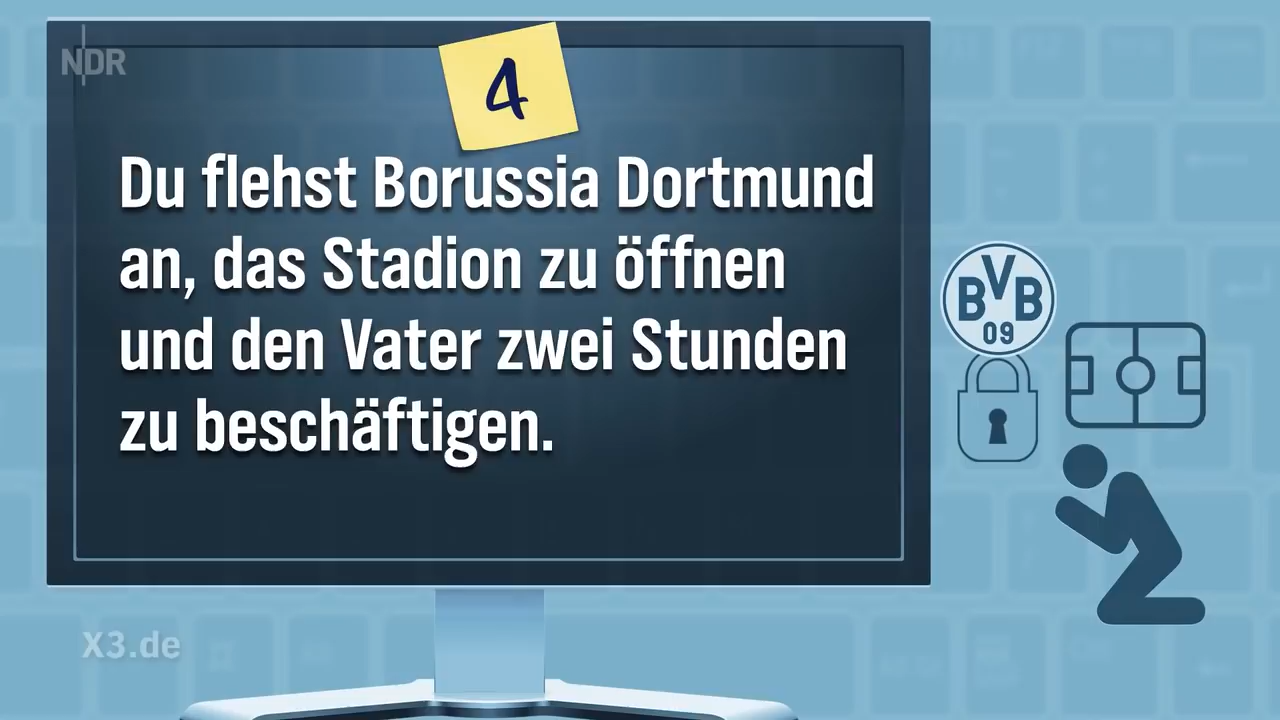 NDR
4
Du flehst Borussia Dortmund
an, das Stadion zu öffnen
und den Vater zwei Stunden
zu beschäftigen.
BVB
09
X3.de